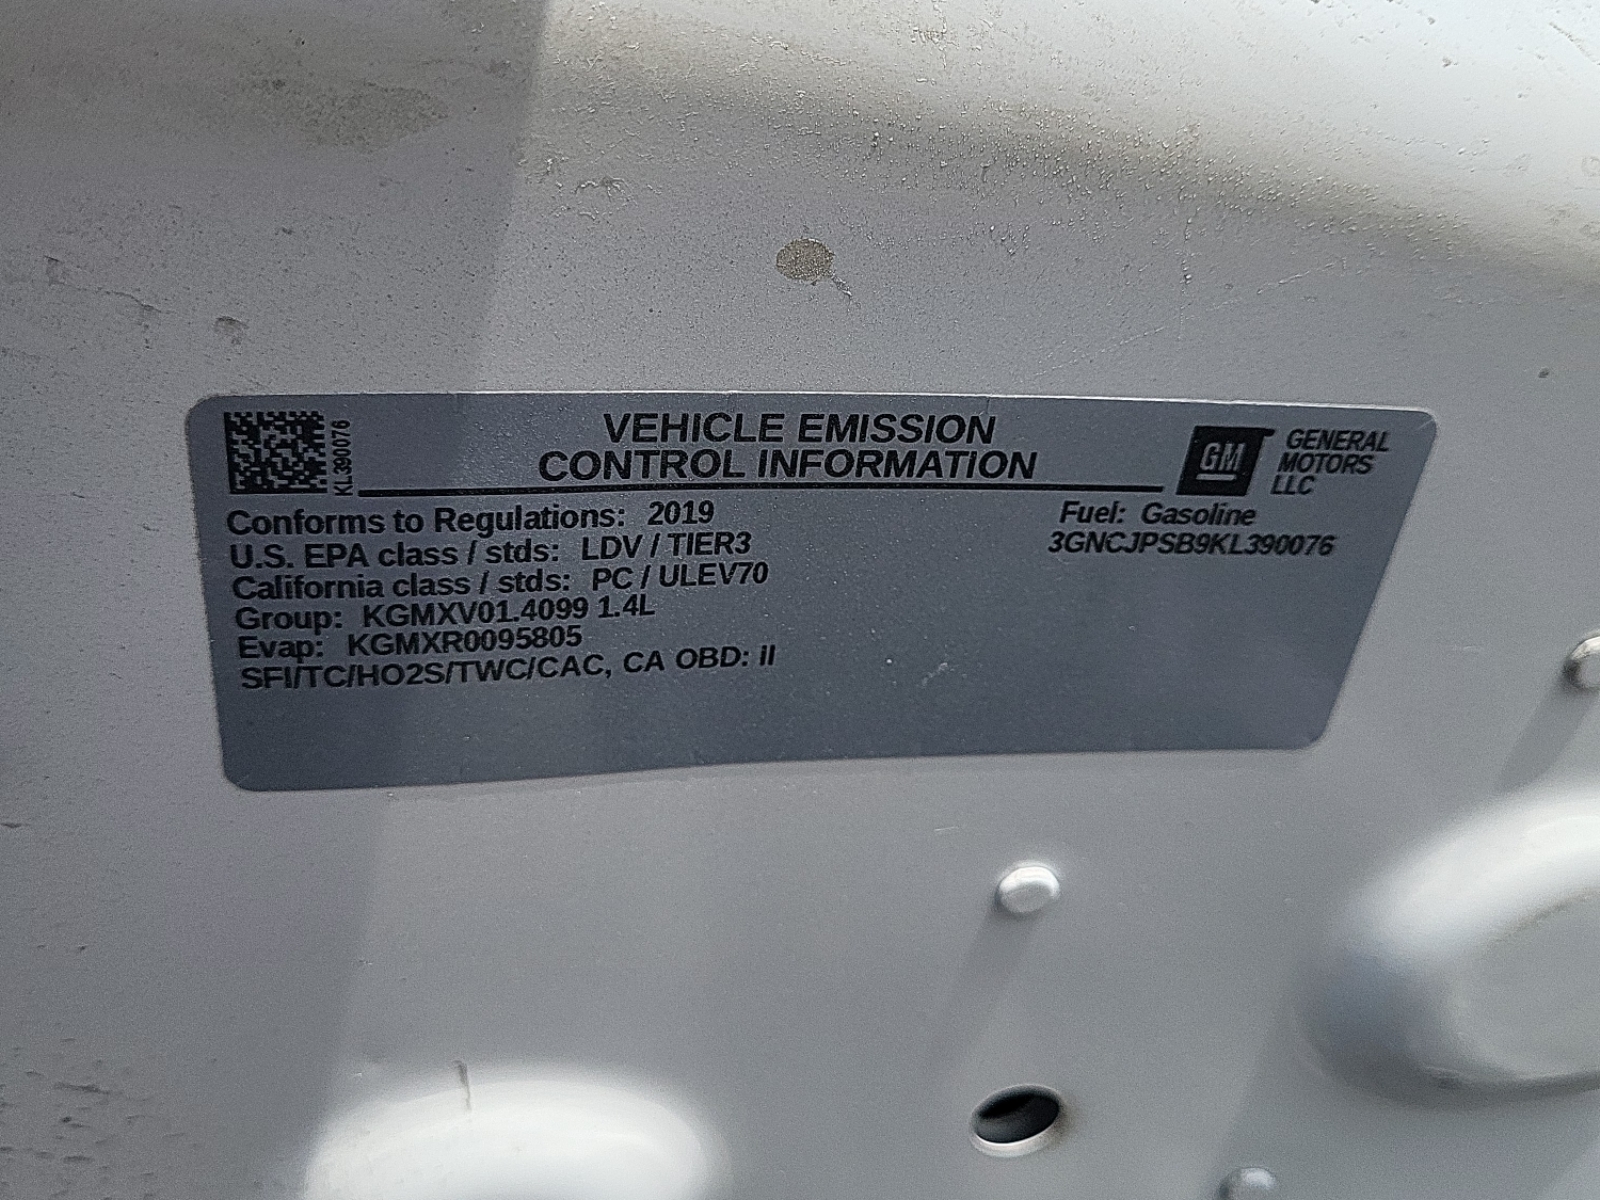 KL390076
VEHICLE EMISSION
CONTROL INFORMATION
GM
GENERAL
MOTORS
LLC
Conforms to Regulations: 2019
U.S. EPA class / stds: LDV / TIER3
California class / stds: PC / ULEV70
Group: KGMXV01.4099 1.4L
Evap: KGMXR0095805
SFI/TC/HO2S/TWC/CAC, CA OBD: II
Fuel: Gasoline
3GNCJPSB9KL390076